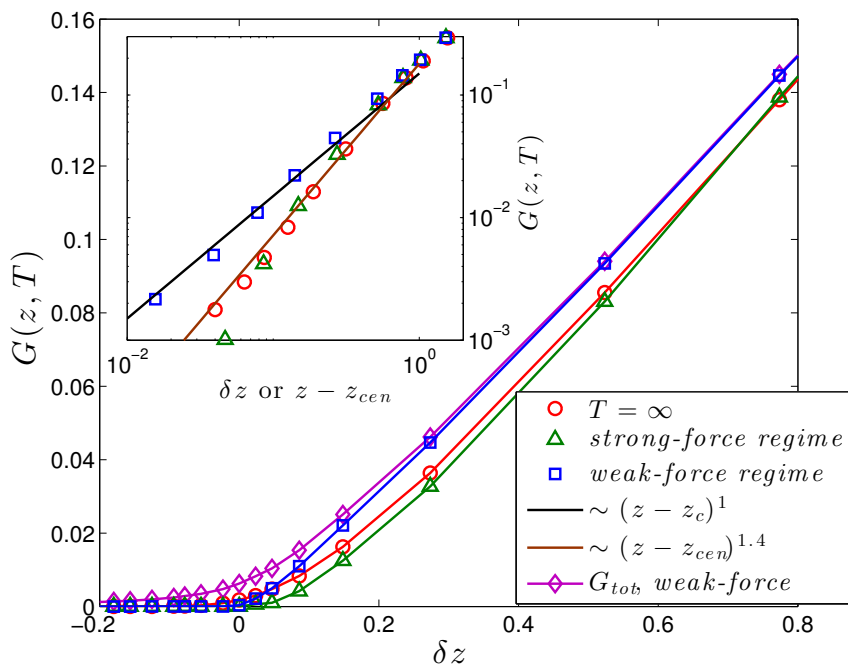 0.16
0.14
0.12
0.1
0.08
0.06
0.04
0.02
0
G(z, T)
-0.2
0
0.2
0.4
0.6
0.8
δz
10⁻¹
10⁻²
10⁻³
G(z, T)
10⁻²
10⁰
δz or z − z_cen
T = ∞
strong-force regime
weak-force regime
∼ (z − z_c)¹
∼ (z − z_cen)¹·⁴
G_tot, weak-force